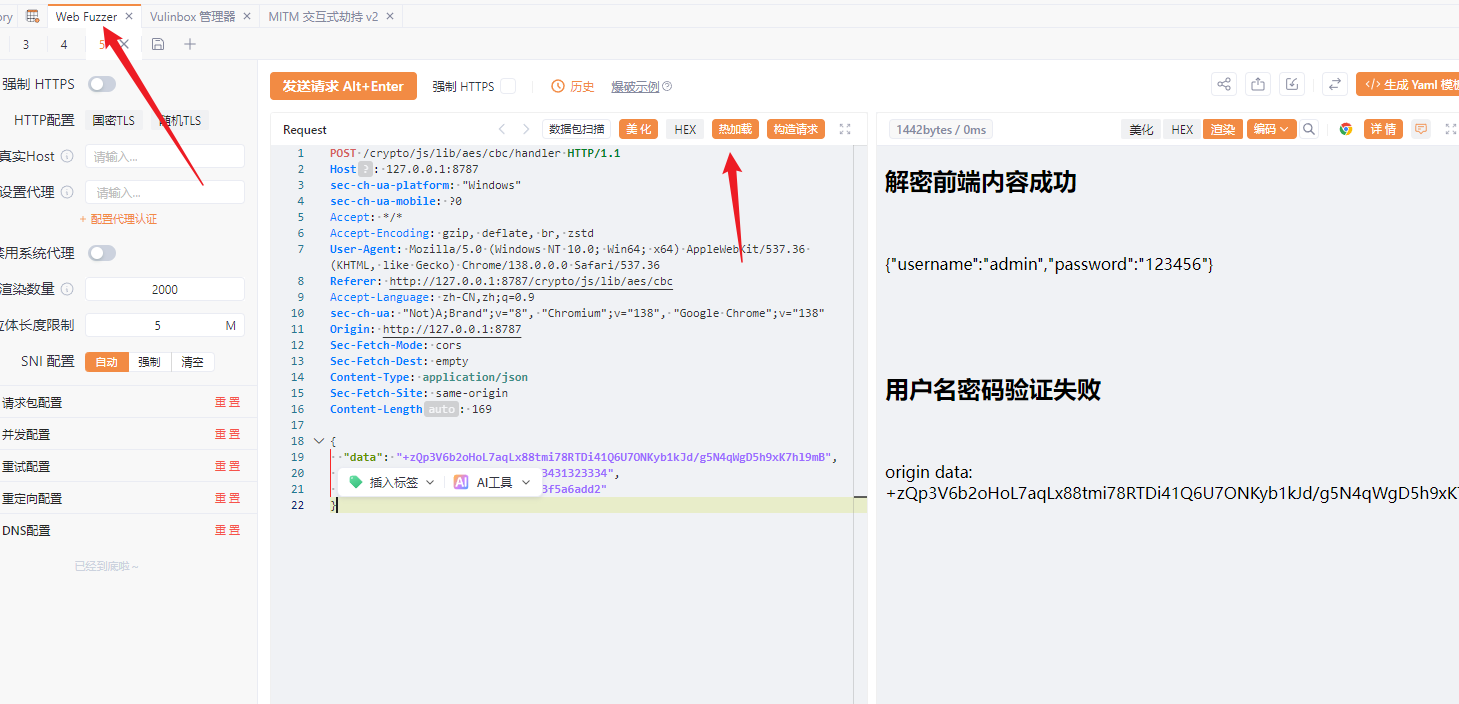 ory Web Fuzzer × Vulinbox 管理器 × MITM 交互式劫持 v2 ×
3 4 5
强制 HTTPS
HTTP配置 国密TLS 随机TLS
真实Host 请输入...
设置代理 请输入...
+ 配置代理认证
禁用系统代理
渲染数量 2000
应体长度限制 5 M
SNI 配置 自动 强制 清空
请求包配置 重置
并发配置 重置
重试配置 重置
重定向配置 重置
DNS配置 重置
已经到底啦~
发送请求 Alt+Enter 强制 HTTPS 历史 爆破示例
</> 生成 Yaml 模板
Request 数据包扫描 美化 HEX 热加载 构造请求
1 POST /crypto/js/lib/aes/cbc/handler HTTP/1.1
2 Host ? : 127.0.0.1:8787
3 sec-ch-ua-platform: "Windows"
4 sec-ch-ua-mobile: ?0
5 Accept: */*
6 Accept-Encoding: gzip, deflate, br, zstd
7 User-Agent: Mozilla/5.0 (Windows NT 10.0; Win64; x64) AppleWebKit/537.36
(KHTML, like Gecko) Chrome/138.0.0.0 Safari/537.36
8 Referer: http://127.0.0.1:8787/crypto/js/lib/aes/cbc
9 Accept-Language: zh-CN,zh;q=0.9
10 sec-ch-ua: "Not)A;Brand";v="8", "Chromium";v="138", "Google Chrome";v="138"
11 Origin: http://127.0.0.1:8787
12 Sec-Fetch-Mode: cors
13 Sec-Fetch-Dest: empty
14 Content-Type: application/json
15 Sec-Fetch-Site: same-origin
16 Content-Length auto : 169
17
18 {
19 "data": "+zQp3V6b2oHoL7aqLx88tmi78RTDi41Q6U7ONKyb1kJd/g5N4qWgD5h9xK7hl9mB",
20 3431323334",
插入标签 AI AI工具
21 3f5a6add2"
22 }
1442bytes / 0ms 美化 HEX 渲染 编码 详情
解密前端内容成功
{"username":"admin","password":"123456"}
用户名密码验证失败
origin data:
+zQp3V6b2oHoL7aqLx88tmi78RTDi41Q6U7ONKyb1kJd/g5N4qWgD5h9xK7